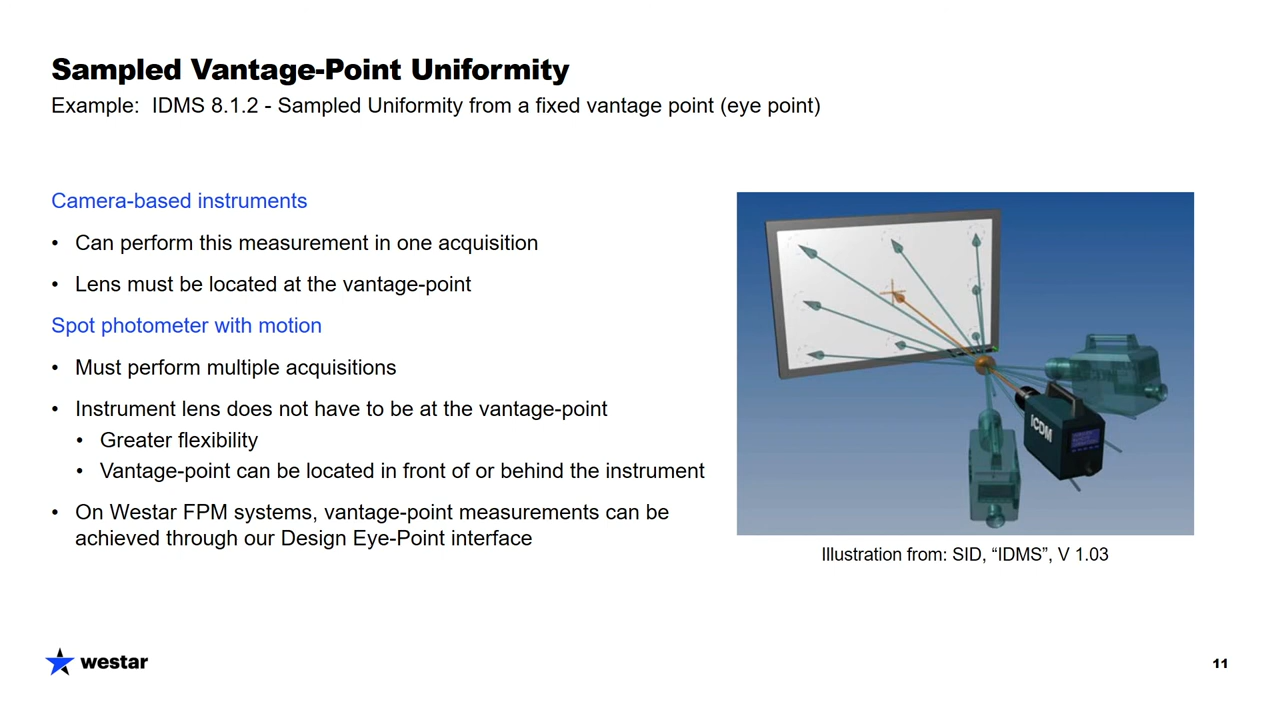 Sampled Vantage-Point Uniformity
Example:  IDMS 8.1.2 - Sampled Uniformity from a fixed vantage point (eye point)
Camera-based instruments
• Can perform this measurement in one acquisition
• Lens must be located at the vantage-point
Spot photometer with motion
• Must perform multiple acquisitions
• Instrument lens does not have to be at the vantage-point
• Greater flexibility
• Vantage-point can be located in front of or behind the instrument
• On Westar FPM systems, vantage-point measurements can be
achieved through our Design Eye-Point interface
ICDM
Illustration from: SID, “IDMS”, V 1.03
westar
11